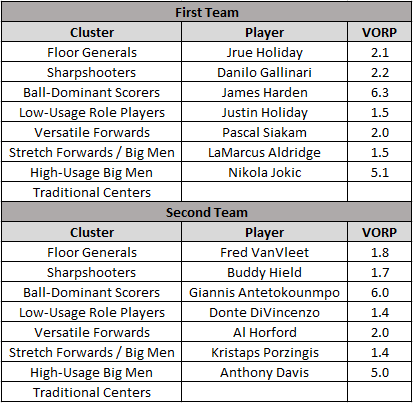 First Team
Cluster Player VORP
Floor Generals Jrue Holiday 2.1
Sharpshooters Danilo Gallinari 2.2
Ball-Dominant Scorers James Harden 6.3
Low-Usage Role Players Justin Holiday 1.5
Versatile Forwards Pascal Siakam 2.0
Stretch Forwards / Big Men LaMarcus Aldridge 1.5
High-Usage Big Men Nikola Jokic 5.1
Traditional Centers
Second Team
Cluster Player VORP
Floor Generals Fred VanVleet 1.8
Sharpshooters Buddy Hield 1.7
Ball-Dominant Scorers Giannis Antetokounmpo 6.0
Low-Usage Role Players Donte DiVincenzo 1.4
Versatile Forwards Al Horford 2.0
Stretch Forwards / Big Men Kristaps Porzingis 1.4
High-Usage Big Men Anthony Davis 5.0
Traditional Centers